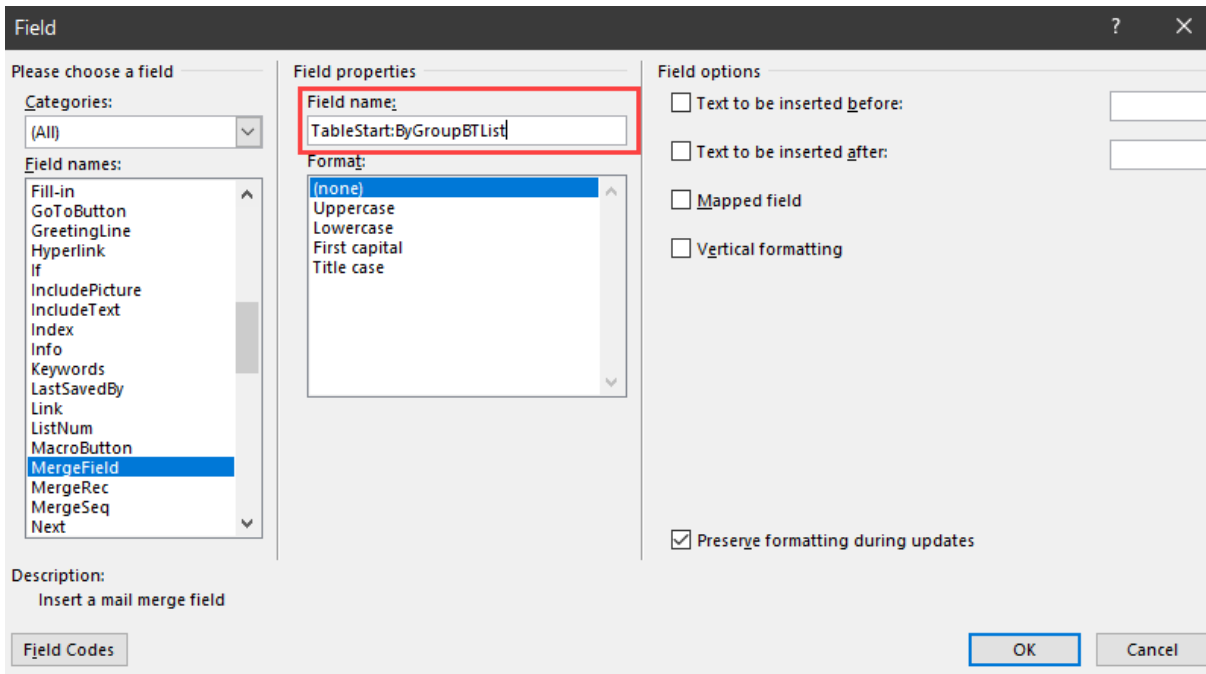 Field
?
Please choose a field
Categories:
(All)
Field names:
Fill-in
GoToButton
GreetingLine
Hyperlink
If
IncludePicture
IncludeText
Index
Info
Keywords
LastSavedBy
Link
ListNum
MacroButton
MergeField
MergeRec
MergeSeq
Next
Field properties
Field name:
TableStart:ByGroupBTList
Format:
(none)
Uppercase
Lowercase
First capital
Title case
Field options
Text to be inserted before:
Text to be inserted after:
Mapped field
Vertical formatting
Preserve formatting during updates
Description:
Insert a mail merge field
Field Codes
OK
Cancel